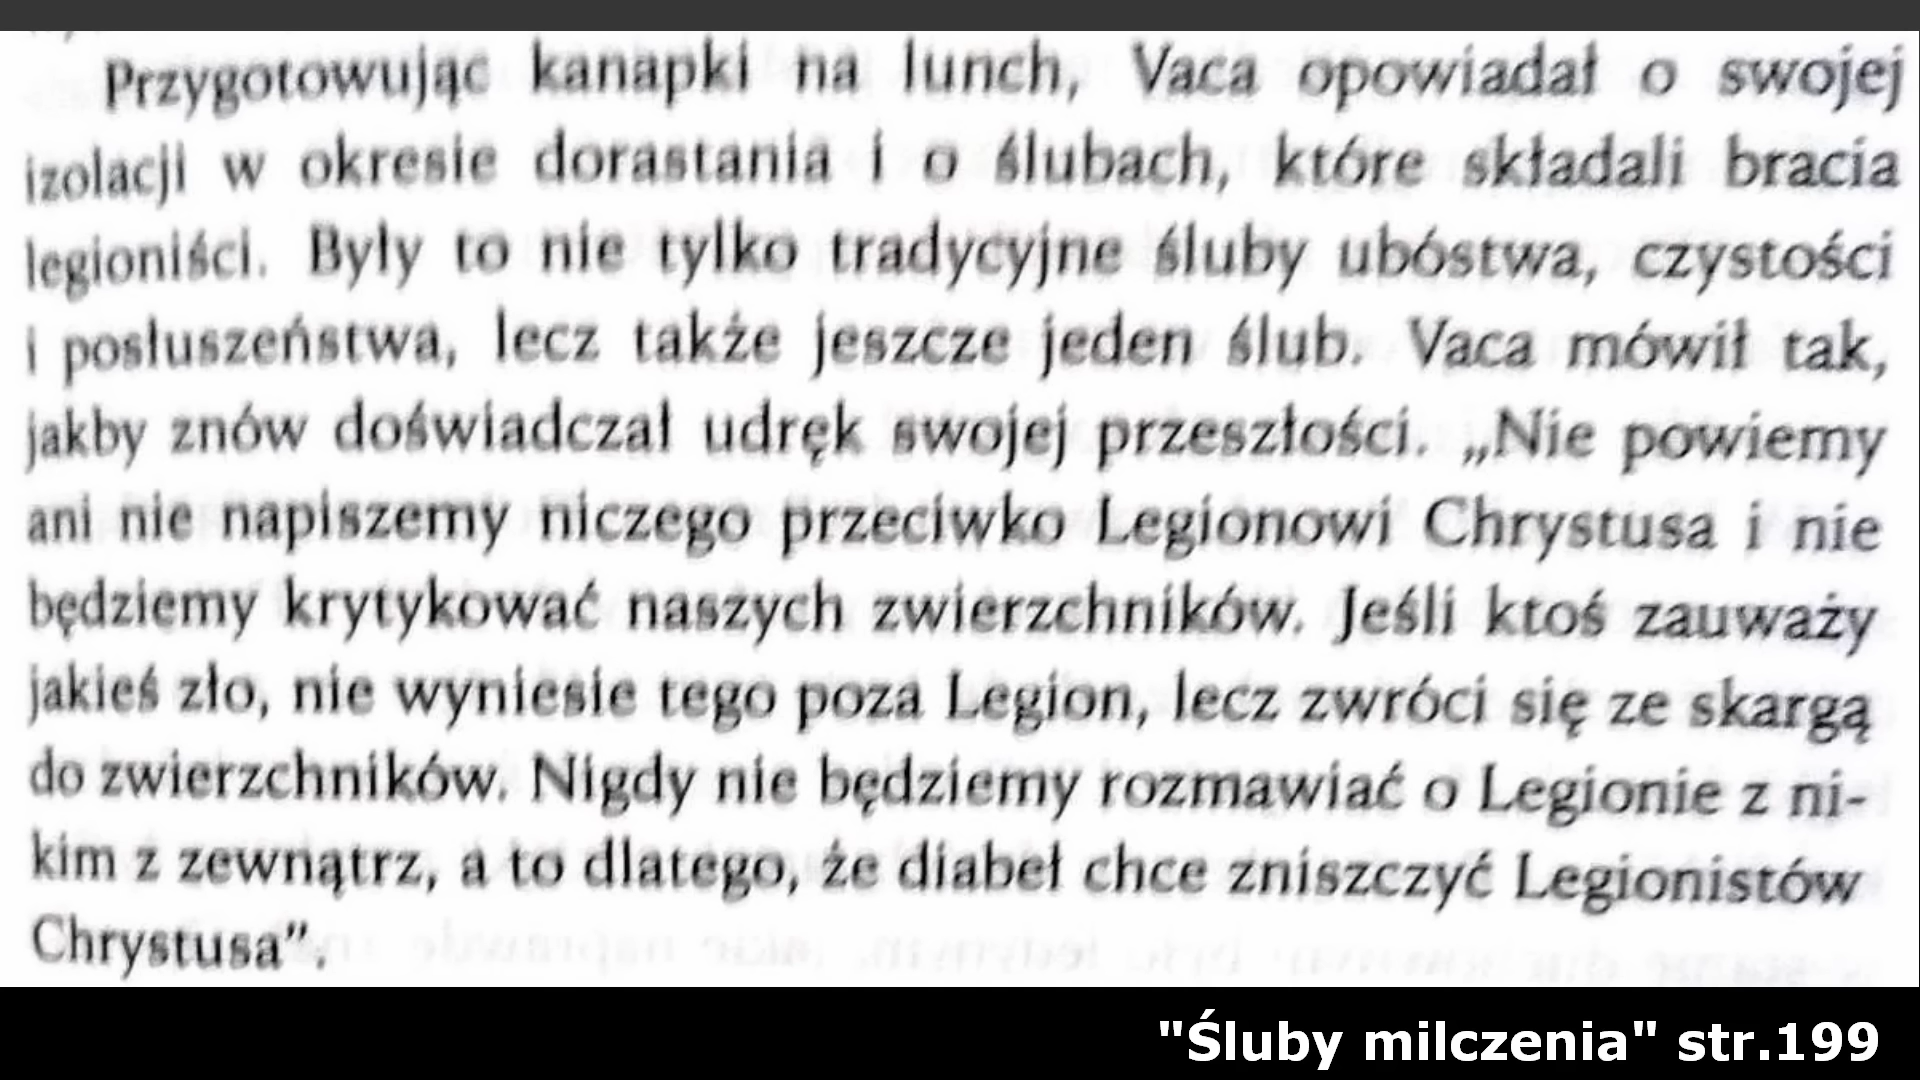 Przygotowując kanapki na lunch, Vaca opowiadał o swojej
izolacji w okresie dorastania i o ślubach, które składali bracia
legioniści. Były to nie tylko tradycyjne śluby ubóstwa, czystości
i posłuszeństwa, lecz także jeszcze jeden ślub. Vaca mówił tak,
jakby znów doświadczał udręk swojej przeszłości. „Nie powiemy
ani nie napiszemy niczego przeciwko Legionowi Chrystusa i nie
będziemy krytykować naszych zwierzchników. Jeśli ktoś zauważy
jakieś zło, nie wyniesie tego poza Legion, lecz zwróci się ze skargą
do zwierzchników. Nigdy nie będziemy rozmawiać o Legionie z ni-
kim z zewnątrz, a to dlatego, że diabeł chce zniszczyć Legionistów
Chrystusa”.
"Śluby milczenia" str.199